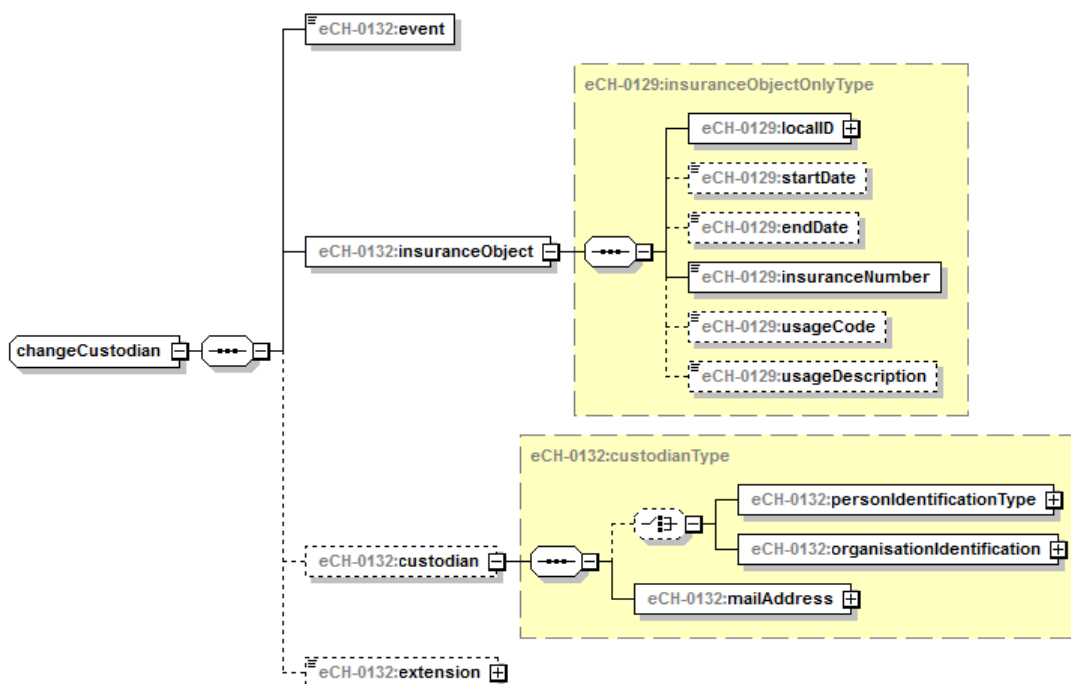 eCH-0132:event
eCH-0129:insuranceObjectOnlyType
eCH-0129:localID
eCH-0129:startDate
eCH-0129:endDate
eCH-0132:insuranceObject
eCH-0129:insuranceNumber
eCH-0129:usageCode
eCH-0129:usageDescription
changeCustodian
eCH-0132:custodianType
eCH-0132:personIdentificationType
eCH-0132:organisationIdentification
eCH-0132:custodian
eCH-0132:mailAddress
eCH-0132:extension